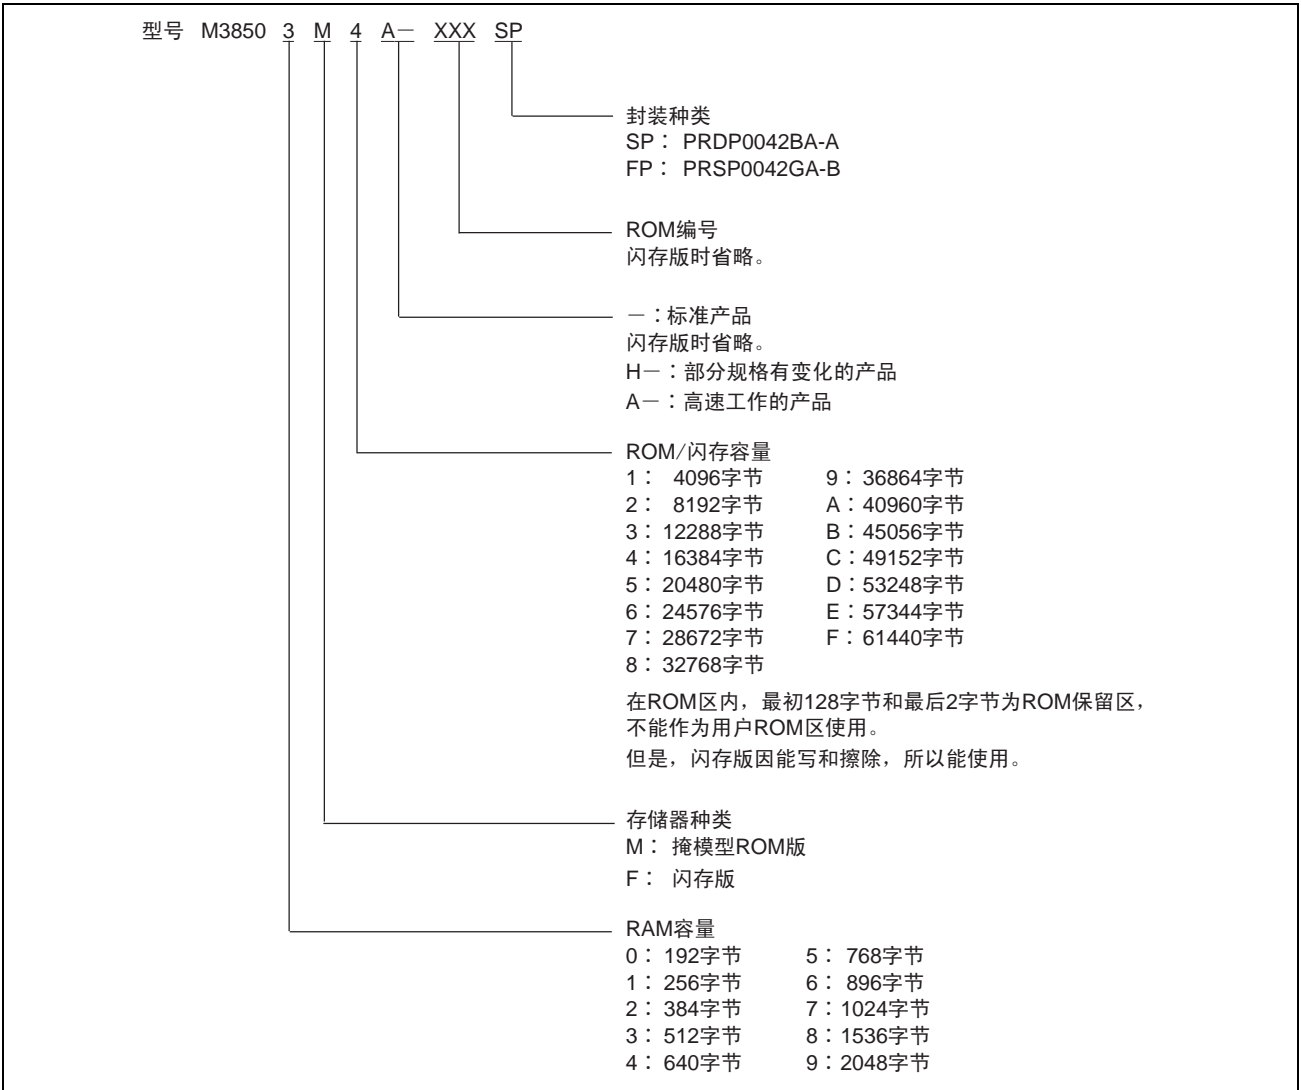 型号 M3850 3 M 4 A－ XXX SP
封装种类
SP： PRDP0042BA-A
FP： PRSP0042GA-B
ROM编号
闪存版时省略。
－：标准产品
闪存版时省略。
H－：部分规格有变化的产品
A－：高速工作的产品
ROM/闪存容量
1： 4096字节 9：36864字节
2： 8192字节 A：40960字节
3：12288字节 B：45056字节
4：16384字节 C：49152字节
5：20480字节 D：53248字节
6：24576字节 E：57344字节
7：28672字节 F：61440字节
8：32768字节
在ROM区内，最初128字节和最后2字节为ROM保留区，
不能作为用户ROM区使用。
但是，闪存版因能写和擦除，所以能使用。
存储器种类
M： 掩模型ROM版
F： 闪存版
RAM容量
0：192字节 5： 768字节
1：256字节 6： 896字节
2：384字节 7：1024字节
3：512字节 8：1536字节
4：640字节 9：2048字节